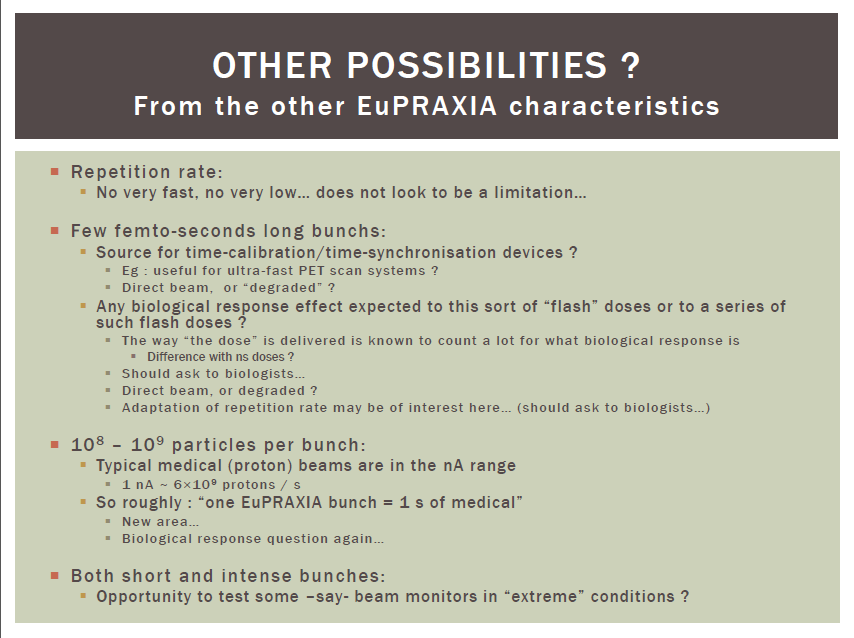 OTHER POSSIBILITIES ?
From the other EuPRAXIA characteristics
Repetition rate:
No very fast, no very low... does not look to be a limitation...
Few femto-seconds long bunchs:
Source for time-calibration/time-synchronisation devices ?
Eg : useful for ultra-fast PET scan systems ?
Direct beam, or “degraded” ?
Any biological response effect expected to this sort of “flash” doses or to a series of
such flash doses ?
The way “the dose” is delivered is known to count a lot for what biological response is
Difference with ns doses ?
Should ask to biologists...
Direct beam, or degraded ?
Adaptation of repetition rate may be of interest here... (should ask to biologists...)
10⁸ – 10⁹ particles per bunch:
Typical medical (proton) beams are in the nA range
1 nA ~ 6×10⁹ protons / s
So roughly : “one EuPRAXIA bunch = 1 s of medical”
New area...
Biological response question again...
Both short and intense bunches:
Opportunity to test some –say- beam monitors in “extreme” conditions ?